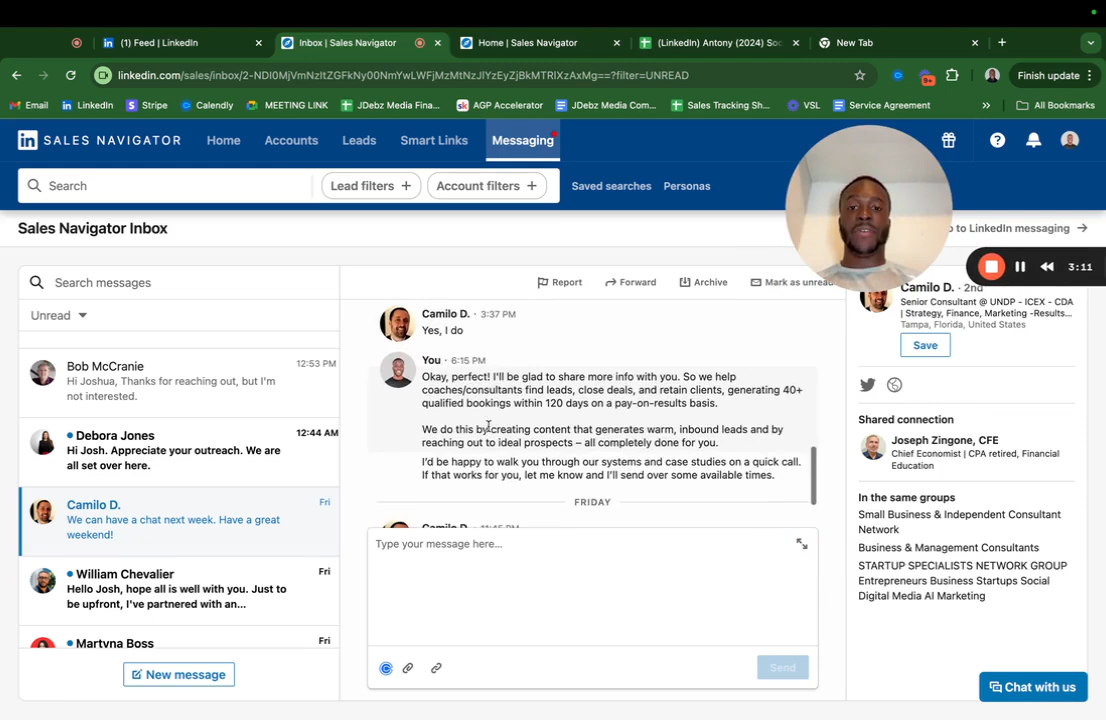 (1) Feed | LinkedIn
Inbox | Sales Navigator
Home | Sales Navigator
(LinkedIn) Antony (2024) Soc
New Tab
linkedin.com/sales/inbox/2-NDI0MjVmNzItZGFkNy00NmYwLWFjMzMtNzJlYzEyZjBkMTRIXzAxMg==?filter=UNREAD
9+
Finish update
Email
LinkedIn
Stripe
Calendly
MEETING LINK
JDebz Media Fina...
AGP Accelerator
JDebz Media Com...
Sales Tracking Sh...
VSL
Service Agreement
All Bookmarks
in SALES NAVIGATOR
Home
Accounts
Leads
Smart Links
Messaging
Search
Lead filters +
Account filters +
Saved searches
Personas
Sales Navigator Inbox
to LinkedIn messaging
3:11
Search messages
Unread
Bob McCranie 12:53 PM
Hi Joshua, Thanks for reaching out, but I'm
not interested.
Debora Jones 12:44 AM
Hi Josh. Appreciate your outreach. We are
all set over here.
Camilo D. Fri
We can have a chat next week. Have a great
weekend!
William Chevalier Fri
Hello Josh, hope all is well with you. Just to
be upfront, I've partnered with an...
Martyna Boss Fri
New message
Report
Forward
Archive
Mark as unread
Camilo D. • 3:37 PM
Yes, I do
You • 6:15 PM
Okay, perfect! I'll be glad to share more info with you. So we help
coaches/consultants find leads, close deals, and retain clients, generating 40+
qualified bookings within 120 days on a pay-on-results basis.
We do this by creating content that generates warm, inbound leads and by
reaching out to ideal prospects – all completely done for you.
I'd be happy to walk you through our systems and case studies on a quick call.
If that works for you, let me know and I'll send over some available times.
FRIDAY
Camilo D. • 11:45 PM
Type your message here...
Send
Camilo D. • 2nd
Senior Consultant @ UNDP - ICEX - CDA
| Strategy, Finance, Marketing -Results...
Tampa, Florida, United States
Save
Shared connection
Joseph Zingone, CFE
Chief Economist | CPA retired, Financial
Education
In the same groups
Small Business & Independent Consultant
Network
Business & Management Consultants
STARTUP SPECIALISTS NETWORK GROUP
Entrepreneurs Business Startups Social
Digital Media AI Marketing
Chat with us